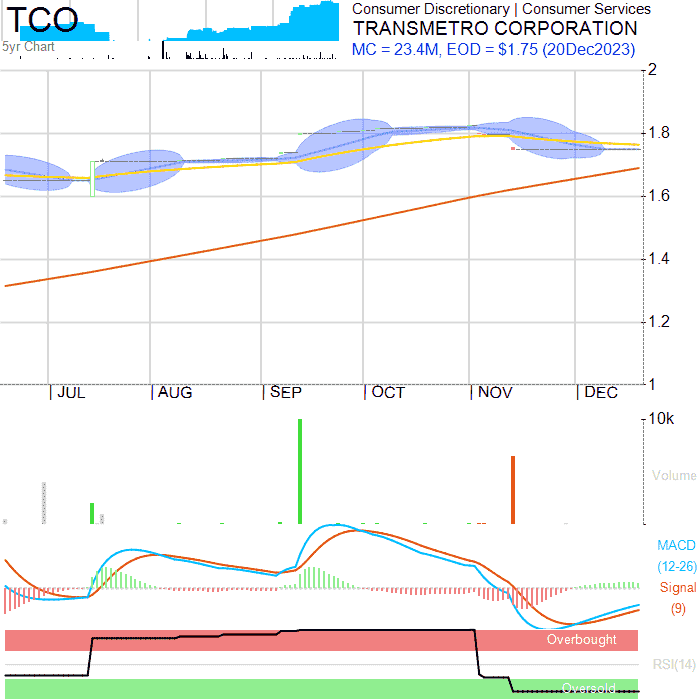 TCO
5yr Chart
Consumer Discretionary | Consumer Services
TRANSMETRO CORPORATION
MC = 23.4M, EOD = $1.75 (20Dec2023)
2
1.8
1.6
1.4
1.2
1
JUL AUG SEP OCT NOV DEC
10k
Volume
MACD
(12-26)
Signal
(9)
Overbought
RSI(14)
Oversold